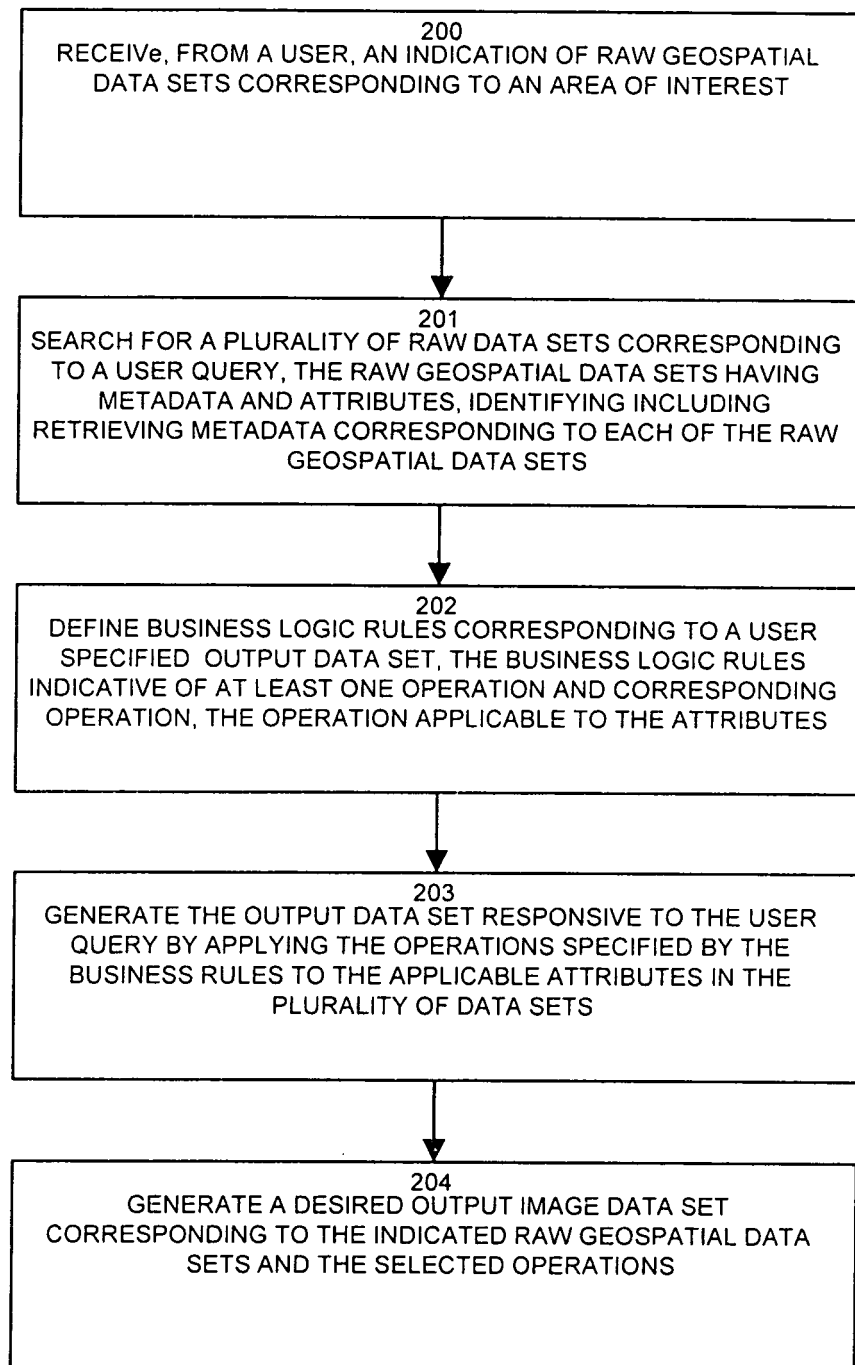 200
RECEIVe, FROM A USER, AN INDICATION OF RAW GEOSPATIAL
DATA SETS CORRESPONDING TO AN AREA OF INTEREST
201
SEARCH FOR A PLURALITY OF RAW DATA SETS CORRESPONDING
TO A USER QUERY, THE RAW GEOSPATIAL DATA SETS HAVING
METADATA AND ATTRIBUTES, IDENTIFYING INCLUDING
RETRIEVING METADATA CORRESPONDING TO EACH OF THE RAW
GEOSPATIAL DATA SETS
202
DEFINE BUSINESS LOGIC RULES CORRESPONDING TO A USER
SPECIFIED OUTPUT DATA SET, THE BUSINESS LOGIC RULES
INDICATIVE OF AT LEAST ONE OPERATION AND CORRESPONDING
OPERATION, THE OPERATION APPLICABLE TO THE ATTRIBUTES
203
GENERATE THE OUTPUT DATA SET RESPONSIVE TO THE USER
QUERY BY APPLYING THE OPERATIONS SPECIFIED BY THE
BUSINESS RULES TO THE APPLICABLE ATTRIBUTES IN THE
PLURALITY OF DATA SETS
204
GENERATE A DESIRED OUTPUT IMAGE DATA SET
CORRESPONDING TO THE INDICATED RAW GEOSPATIAL DATA
SETS AND THE SELECTED OPERATIONS